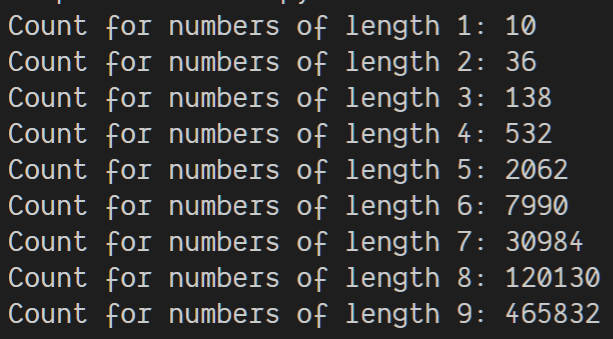 Count for numbers of length 1: 10
Count for numbers of length 2: 36
Count for numbers of length 3: 138
Count for numbers of length 4: 532
Count for numbers of length 5: 2062
Count for numbers of length 6: 7990
Count for numbers of length 7: 30984
Count for numbers of length 8: 120130
Count for numbers of length 9: 465832